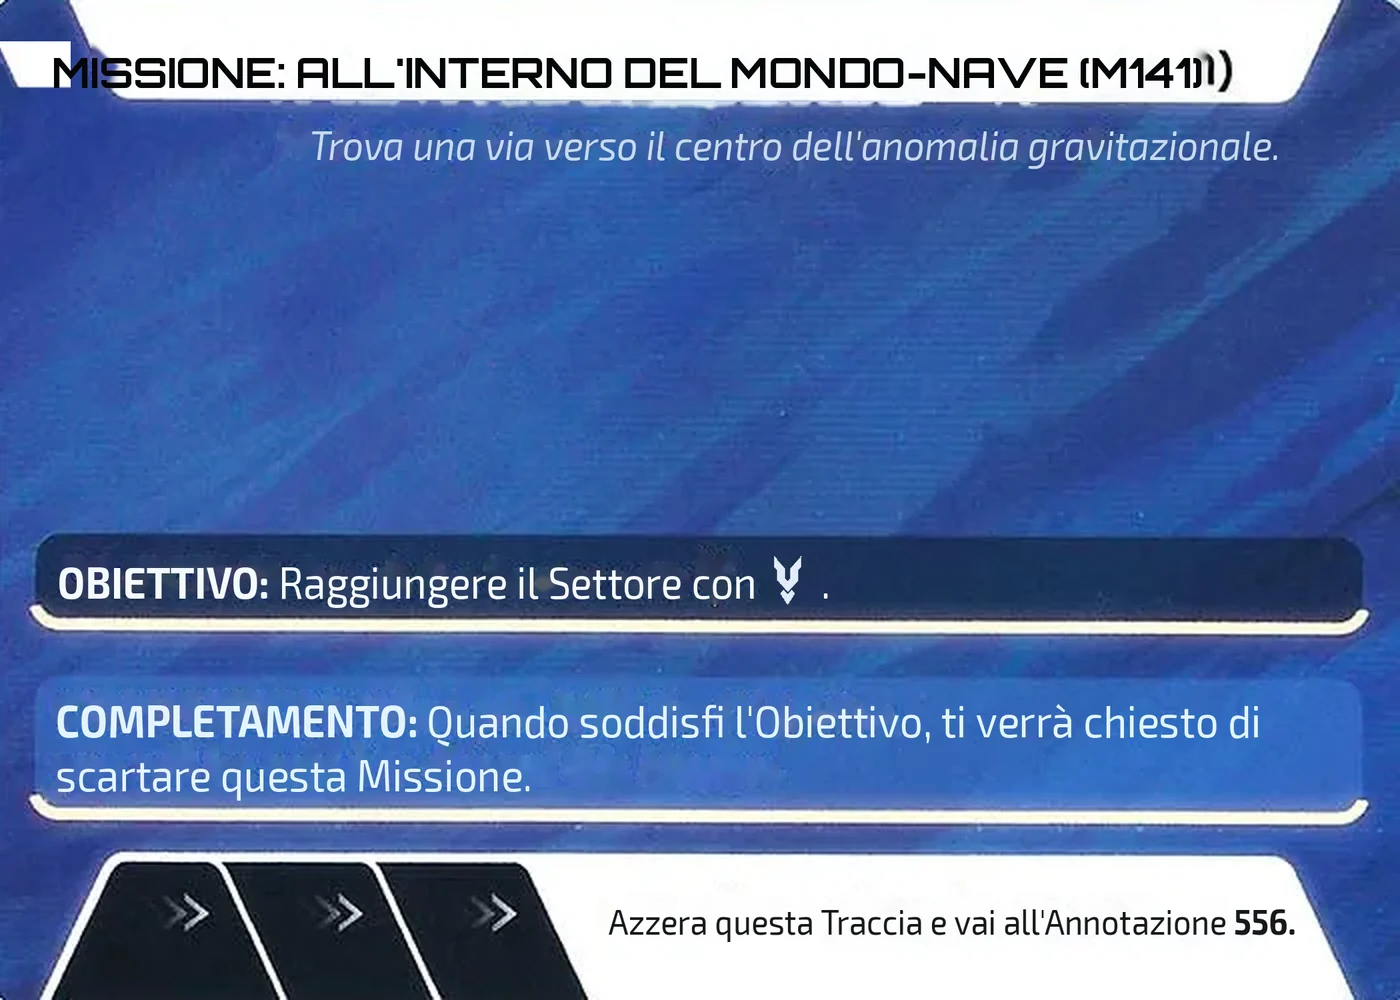 MISSIONE: ALL'INTERNO DEL MONDO-NAVE (M141)
Trova una via verso il centro dell'anomalia gravitazionale.
OBIETTIVO: Raggiungere il Settore con .
COMPLETAMENTO: Quando soddisfi l'Obiettivo, ti verrà chiesto di
scartare questa Missione.
Azzera questa Traccia e vai all'Annotazione 556.